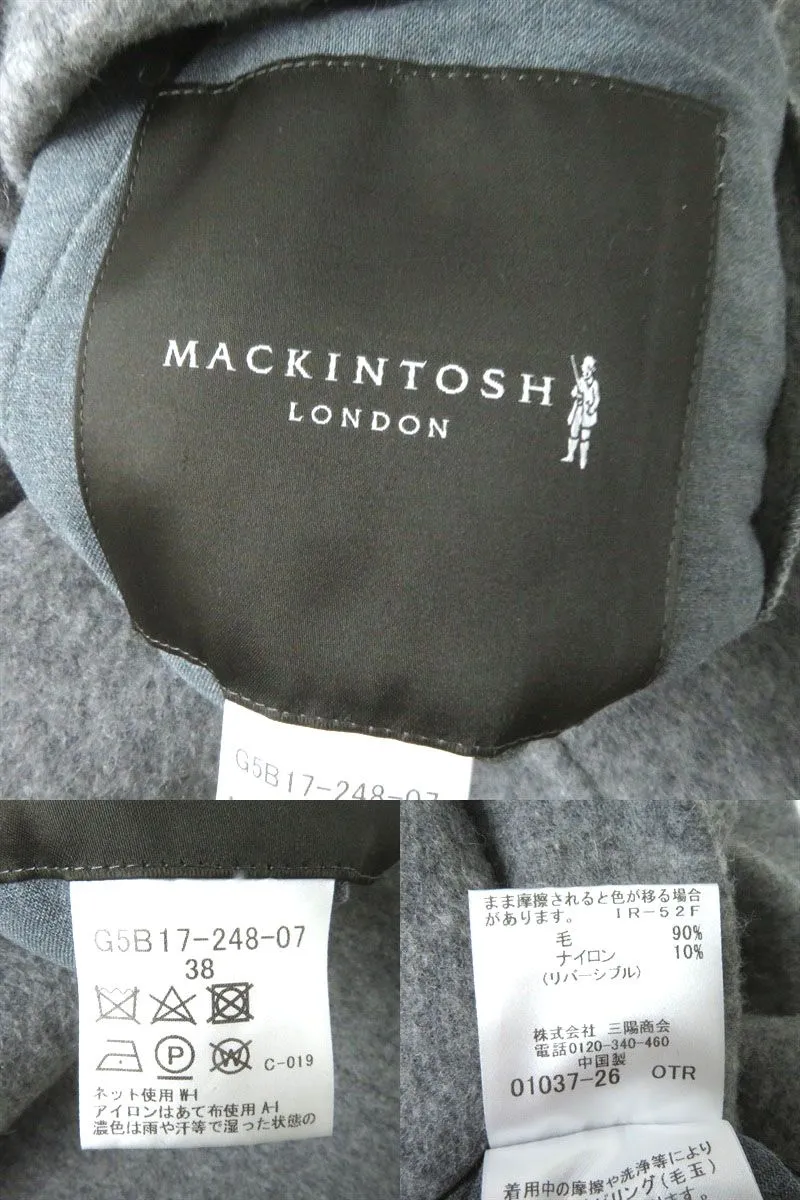 MACKINTOSH
LONDON
G5B17-248-07
G5B17-248-07
38
P
W
C-019
ネット使用 W-I
アイロンはあて布使用 A-I
濃色は雨や汗等で湿った状態の
まま摩擦されると色が移る場合
があります。 IR-52F
毛 90%
ナイロン 10%
(リバーシブル)
株式会社 三陽商会
電話0120-340-460
中国製
01037-26 OTR
着用中の摩擦や洗浄等により
(毛玉)